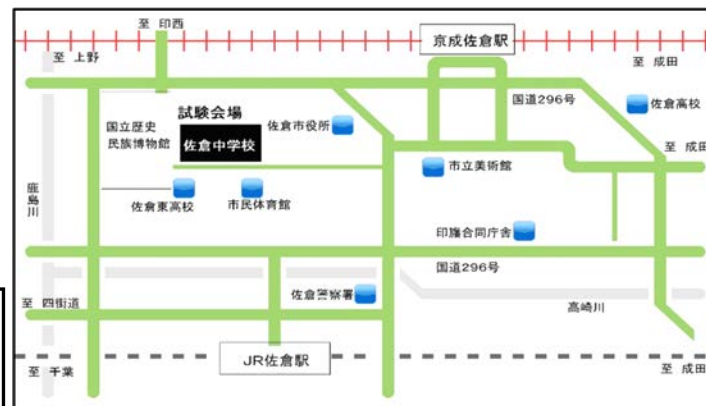 至 印西
京成佐倉駅
至 上野
至 成田
国道296号
佐倉高校
試験会場
国立歴史
民族博物館
佐倉中学校
佐倉市役所
至 成田
市立美術館
鹿島川
佐倉東高校
市民体育館
印旛合同庁舎
国道296号
至 四街道
佐倉警察署
高崎川
JR佐倉駅
至 千葉
至 成田